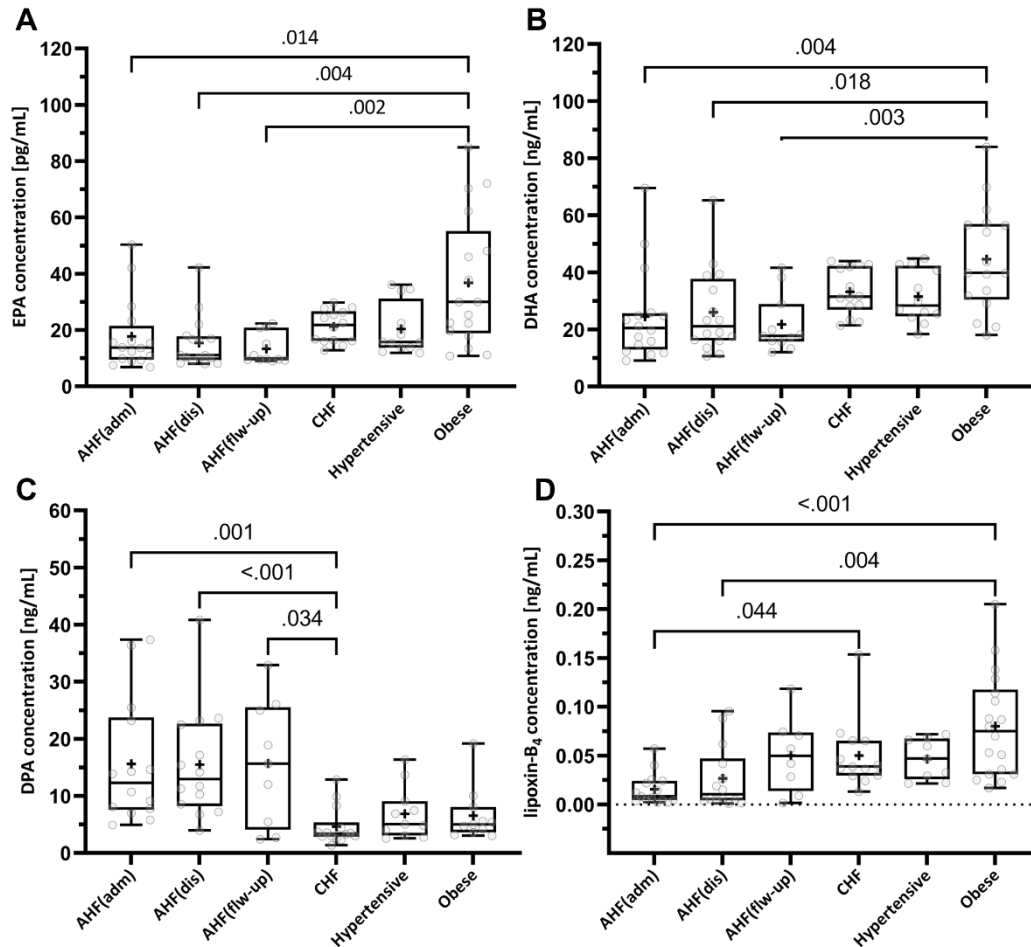 A
EPA concentration [pg/mL]
120
100
80
60
40
20
0
.014
.004
.002
AHF(adm)
AHF(dis)
AHF(flw-up)
CHF
Hypertensive
Obese
B
DHA concentration [ng/mL]
120
100
80
60
40
20
0
.004
.018
.003
AHF(adm)
AHF(dis)
AHF(flw-up)
CHF
Hypertensive
Obese
C
DPA concentration [ng/mL]
60
50
40
30
20
10
0
.001
<.001
.034
AHF(adm)
AHF(dis)
AHF(flw-up)
CHF
Hypertensive
Obese
D
lipoxin-B₄ concentration [ng/mL]
0.30
0.25
0.20
0.15
0.10
0.05
0.00
<.001
.004
.044
AHF(adm)
AHF(dis)
AHF(flw-up)
CHF
Hypertensive
Obese